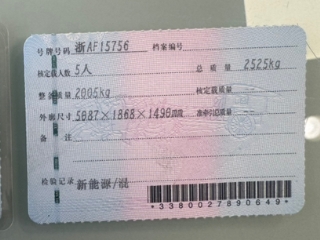 号牌号码 浙AF15756 档案编号
核定载人数 5人 总质量 2525kg
整备质量 2005kg 核定载质量
外廓尺寸 5087×1868×1490mm 准牵引总质量
备注
检验记录 新能源/混
*3380027890649*